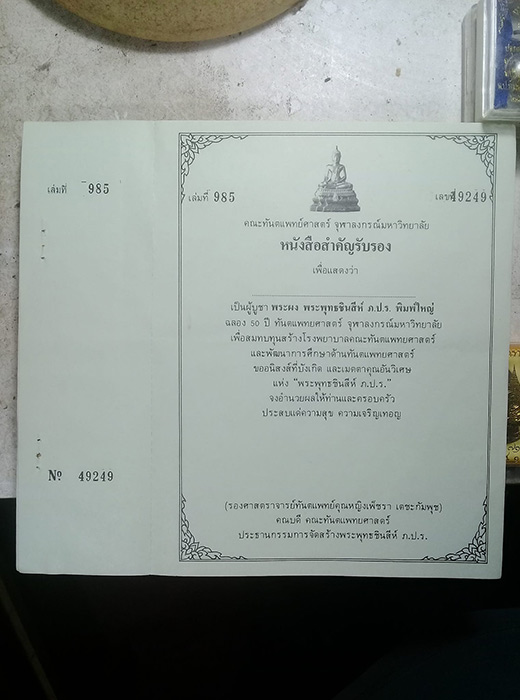 เล่มที่ 985
เล่มที่ 985
เลขที่ 49249
คณะทันตแพทย์ศาสตร์ จุฬาลงกรณ์มหาวิทยาลัย
หนังสือสำคัญรับรอง
เพื่อแสดงว่า
เป็นผู้บูชา พระผง พระพุทธชินสีห์ ภ.ป.ร. พิมพ์ใหญ่
ฉลอง 50 ปี ทันตแพทยศาสตร์ จุฬาลงกรณ์มหาวิทยาลัย
เพื่อสมทบทุนสร้างโรงพยาบาลคณะทันตแพทยศาสตร์
และพัฒนาการศึกษาด้านทันตแพทยศาสตร์
ขออนิสงส์ที่บังเกิด และเมตตาคุณอันวิเศษ
แห่ง "พระพุทธชินสีห์ ภ.ป.ร."
จงอำนวยผลให้ท่านและครอบครัว
ประสบแต่ความสุข ความเจริญเทอญ
Nº 49249
(รองศาสตราจารย์ทันตแพทย์คุณหญิงเพ็ชรา เตชะกัมพุช)
คณบดี คณะทันตแพทยศาสตร์
ประธานกรรมการจัดสร้างพระพุทธชินสีห์ ภ.ป.ร.